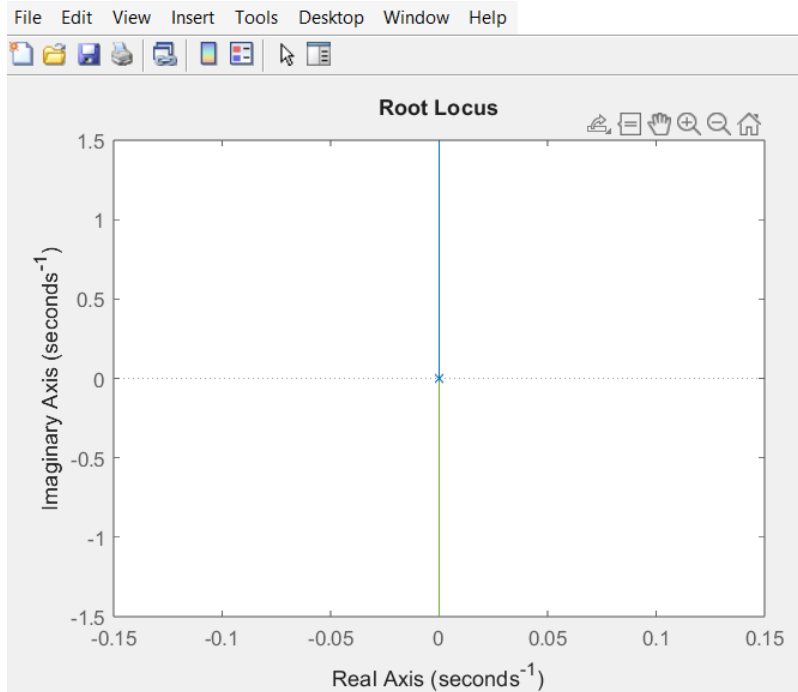 File Edit View Insert Tools Desktop Window Help
Root Locus
1.5
1
0.5
0
-0.5
-1
-1.5
Imaginary Axis (seconds⁻¹)
-0.15 -0.1 -0.05 0 0.05 0.1 0.15
Real Axis (seconds⁻¹)